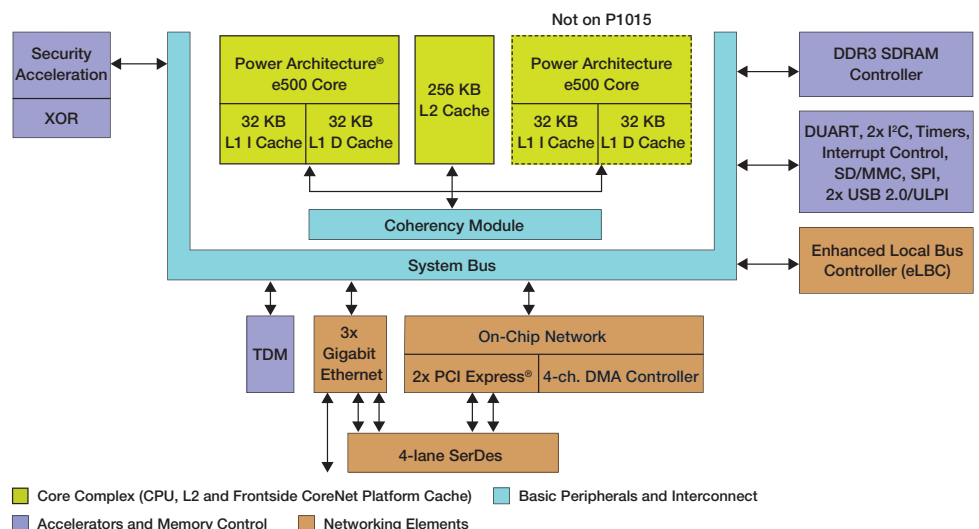 Not on P1015
Security
Acceleration
XOR
Power Architecture®
e500 Core
32 KB
L1 I Cache
32 KB
L1 D Cache
256 KB
L2 Cache
Power Architecture
e500 Core
32 KB
L1 I Cache
32 KB
L1 D Cache
DDR3 SDRAM
Controller
DUART, 2x I²C, Timers,
Interrupt Control,
SD/MMC, SPI,
2x USB 2.0/ULPI
Coherency Module
System Bus
Enhanced Local Bus
Controller (eLBC)
TDM
3x
Gigabit
Ethernet
On-Chip Network
2x PCI Express®
4-ch. DMA Controller
4-lane SerDes
Core Complex (CPU, L2 and Frontside CoreNet Platform Cache)
Basic Peripherals and Interconnect
Accelerators and Memory Control
Networking Elements